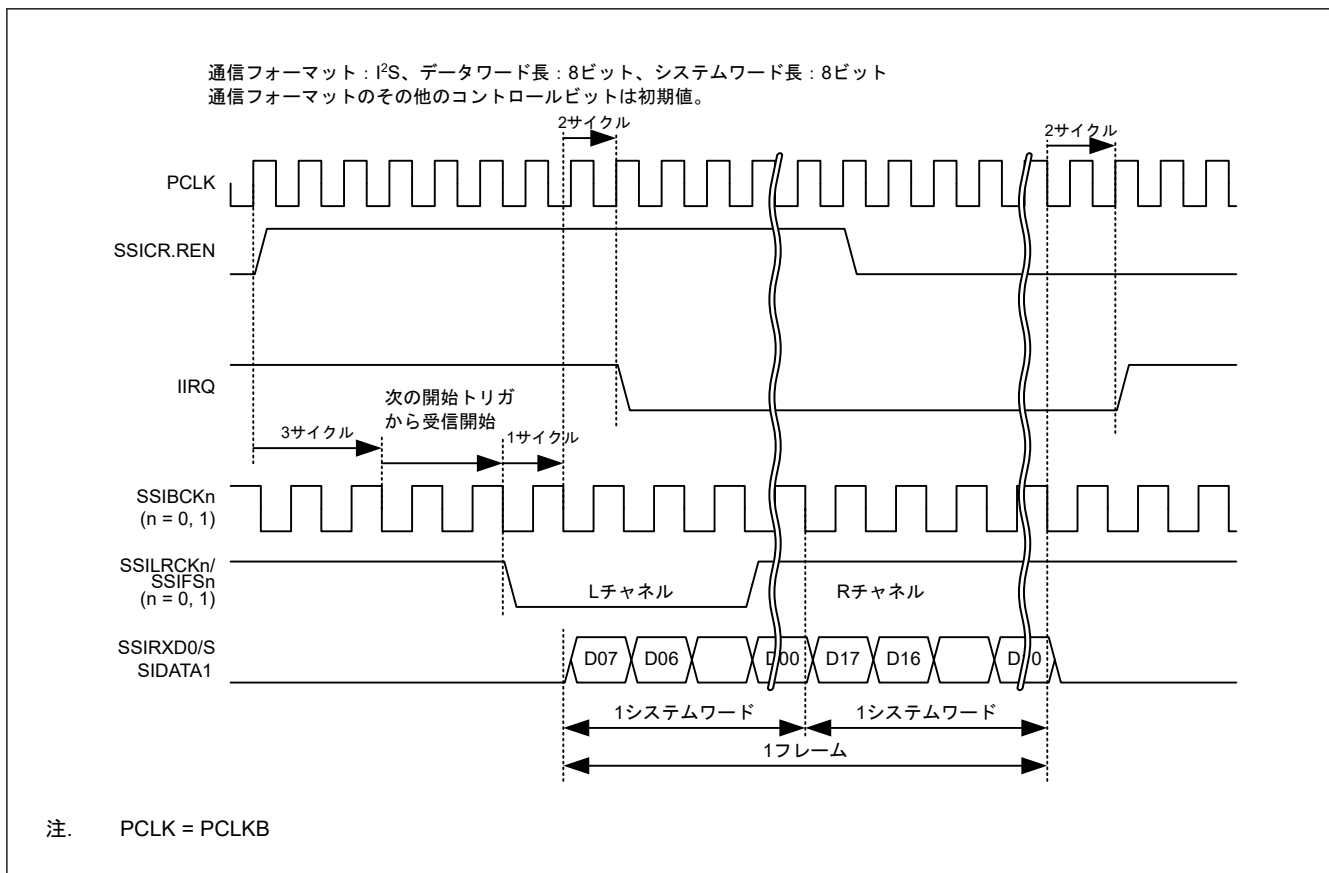 通信フォーマット：I²S、データワード長：8ビット、システムワード長：8ビット
通信フォーマットのその他のコントロールビットは初期値。
2サイクル
2サイクル
PCLK
SSICR.REN
IIRQ
次の開始トリガ
から受信開始
3サイクル
1サイクル
SSIBCKn
(n = 0, 1)
SSILRCKn/
SSIFSn
(n = 0, 1)
Lチャネル
Rチャネル
SSIRXD0/S
SIDATA1
D07
D06
D00
D17
D16
1システムワード
1システムワード
1フレーム
注. PCLK = PCLKB